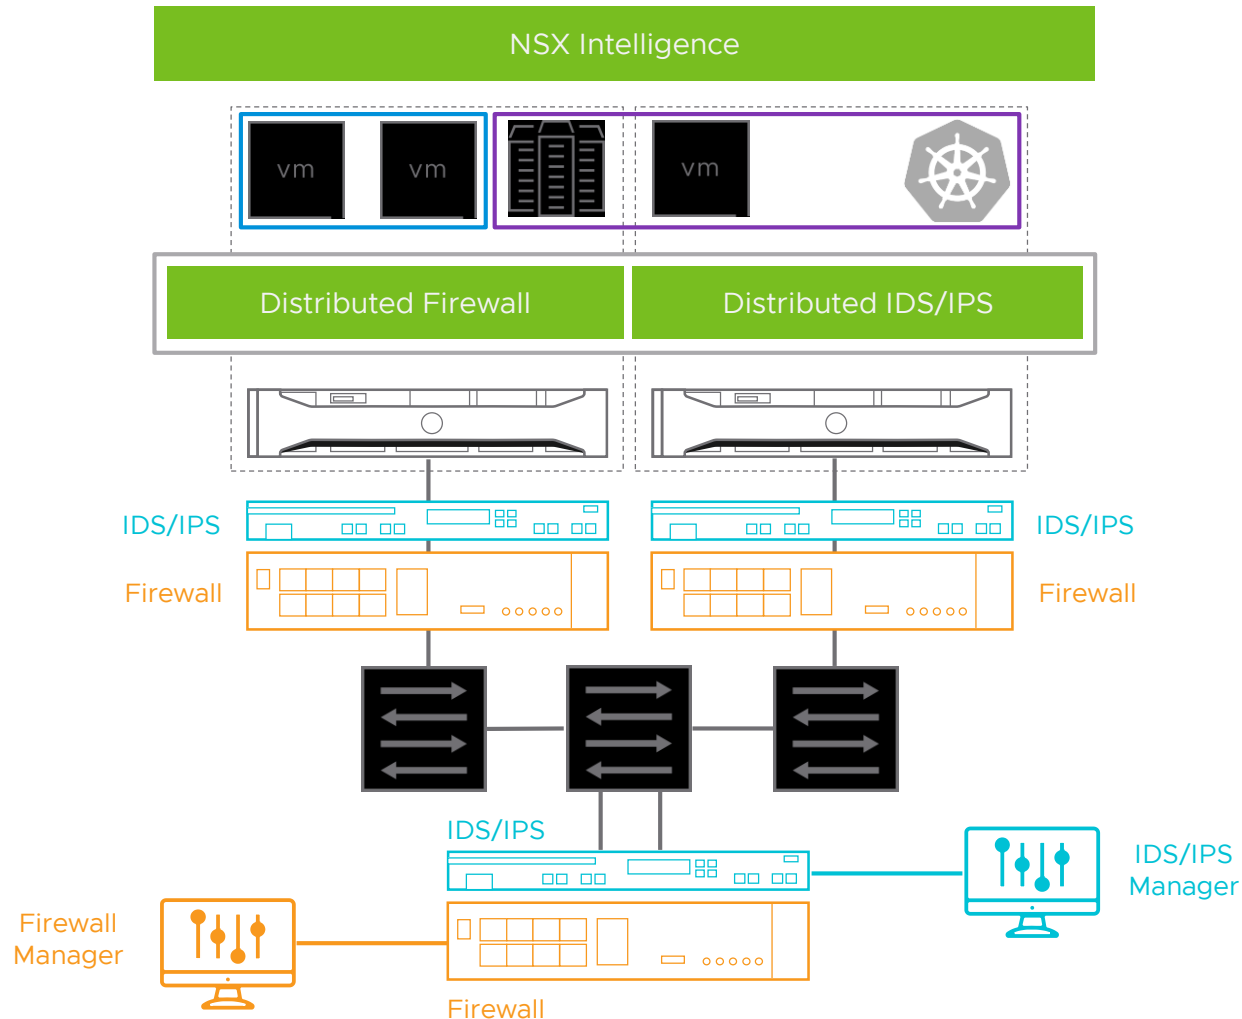 NSX Intelligence
vm
vm
vm
Distributed Firewall
Distributed IDS/IPS
IDS/IPS
IDS/IPS
Firewall
Firewall
IDS/IPS
IDS/IPS
Manager
Firewall
Manager
Firewall